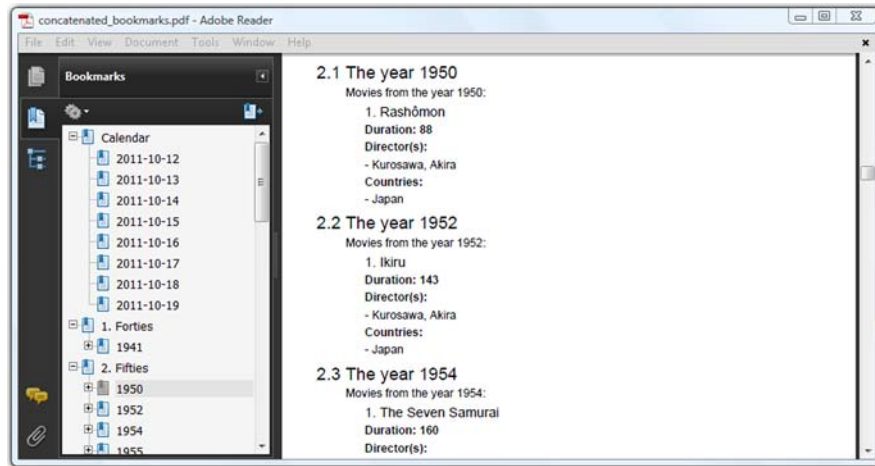 concatenated_bookmarks.pdf - Adobe Reader
File Edit View Document Tools Window Help
Bookmarks
Calendar
2011-10-12
2011-10-13
2011-10-14
2011-10-15
2011-10-16
2011-10-17
2011-10-18
2011-10-19
1. Forties
1941
2. Fifties
1950
1952
1954
1955
2.1 The year 1950
Movies from the year 1950:
1. Rashômon
Duration: 88
Director(s):
- Kurosawa, Akira
Countries:
- Japan
2.2 The year 1952
Movies from the year 1952:
1. Ikiru
Duration: 143
Director(s):
- Kurosawa, Akira
Countries:
- Japan
2.3 The year 1954
Movies from the year 1954:
1. The Seven Samurai
Duration: 160
Director(s):